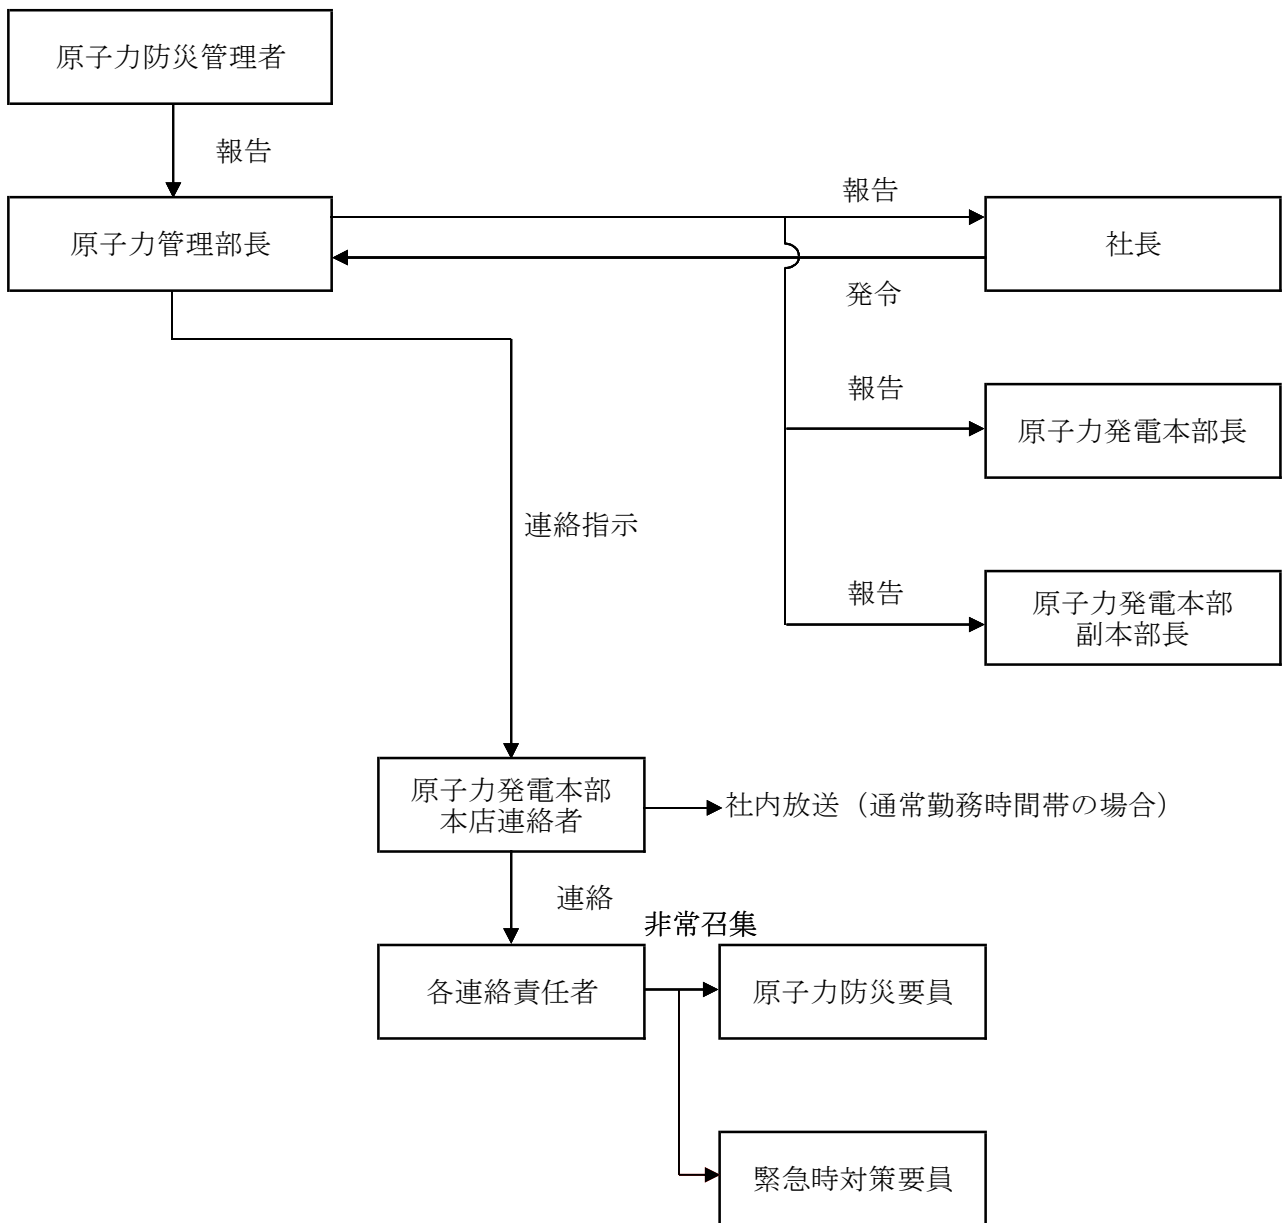 原子力防災管理者
報告
報告
原子力管理部長
社長
発令
報告
原子力発電本部長
連絡指示
報告
原子力発電本部
副本部長
原子力発電本部
本店連絡者
社内放送（通常勤務時間帯の場合）
連絡
非常召集
各連絡責任者
原子力防災要員
緊急時対策要員